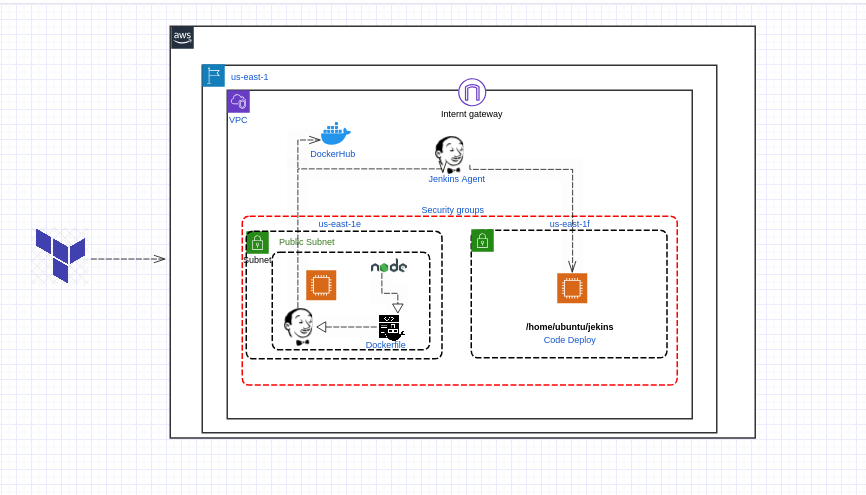 aws
us-east-1
VPC
Internt gateway
DockerHub
Jenkins Agent
Security groups
us-east-1e
us-east-1f
Public Subnet
Subnet
node
/home/ubuntu/jekins
Code Deploy
Dockerfile